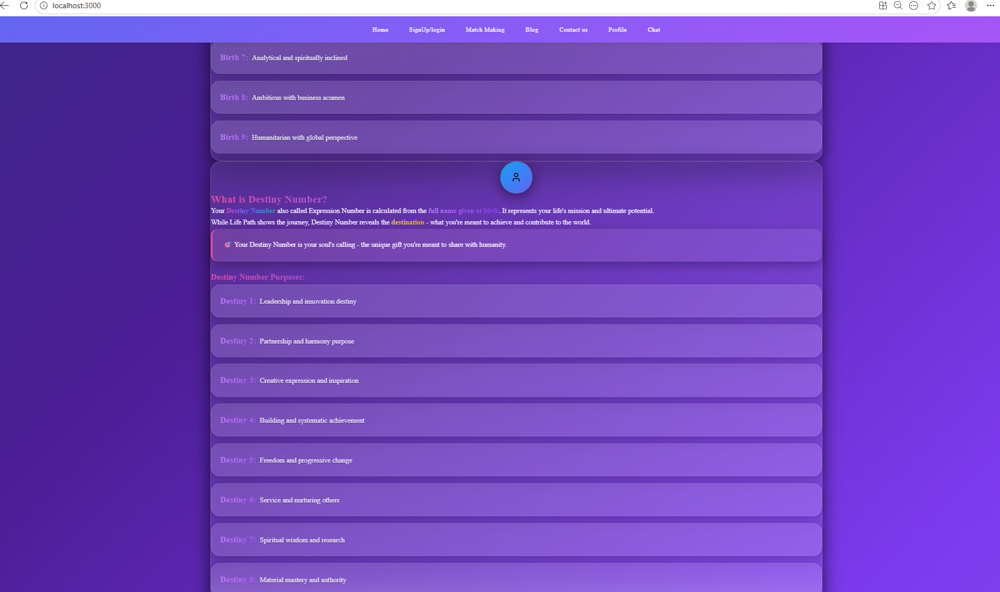 localhost:3000
Home SignUp/login Match Making Blog Contact us Profile Chat
Birth 7: Analytical and spiritually inclined
Birth 8: Ambitious with business acumen
Birth 9: Humanitarian with global perspective
What is Destiny Number?
Your Destiny Number also called Expression Number is calculated from the full name given at birth. It represents your life's mission and ultimate potential.
While Life Path shows the journey, Destiny Number reveals the destination - what you're meant to achieve and contribute to the world.
🎯 Your Destiny Number is your soul's calling - the unique gift you're meant to share with humanity.
Destiny Number Purposes:
Destiny 1: Leadership and innovation destiny
Destiny 2: Partnership and harmony purpose
Destiny 3: Creative expression and inspiration
Destiny 4: Building and systematic achievement
Destiny 5: Freedom and progressive change
Destiny 6: Service and nurturing others
Destiny 7: Spiritual wisdom and research
Destiny 8: Material mastery and authority